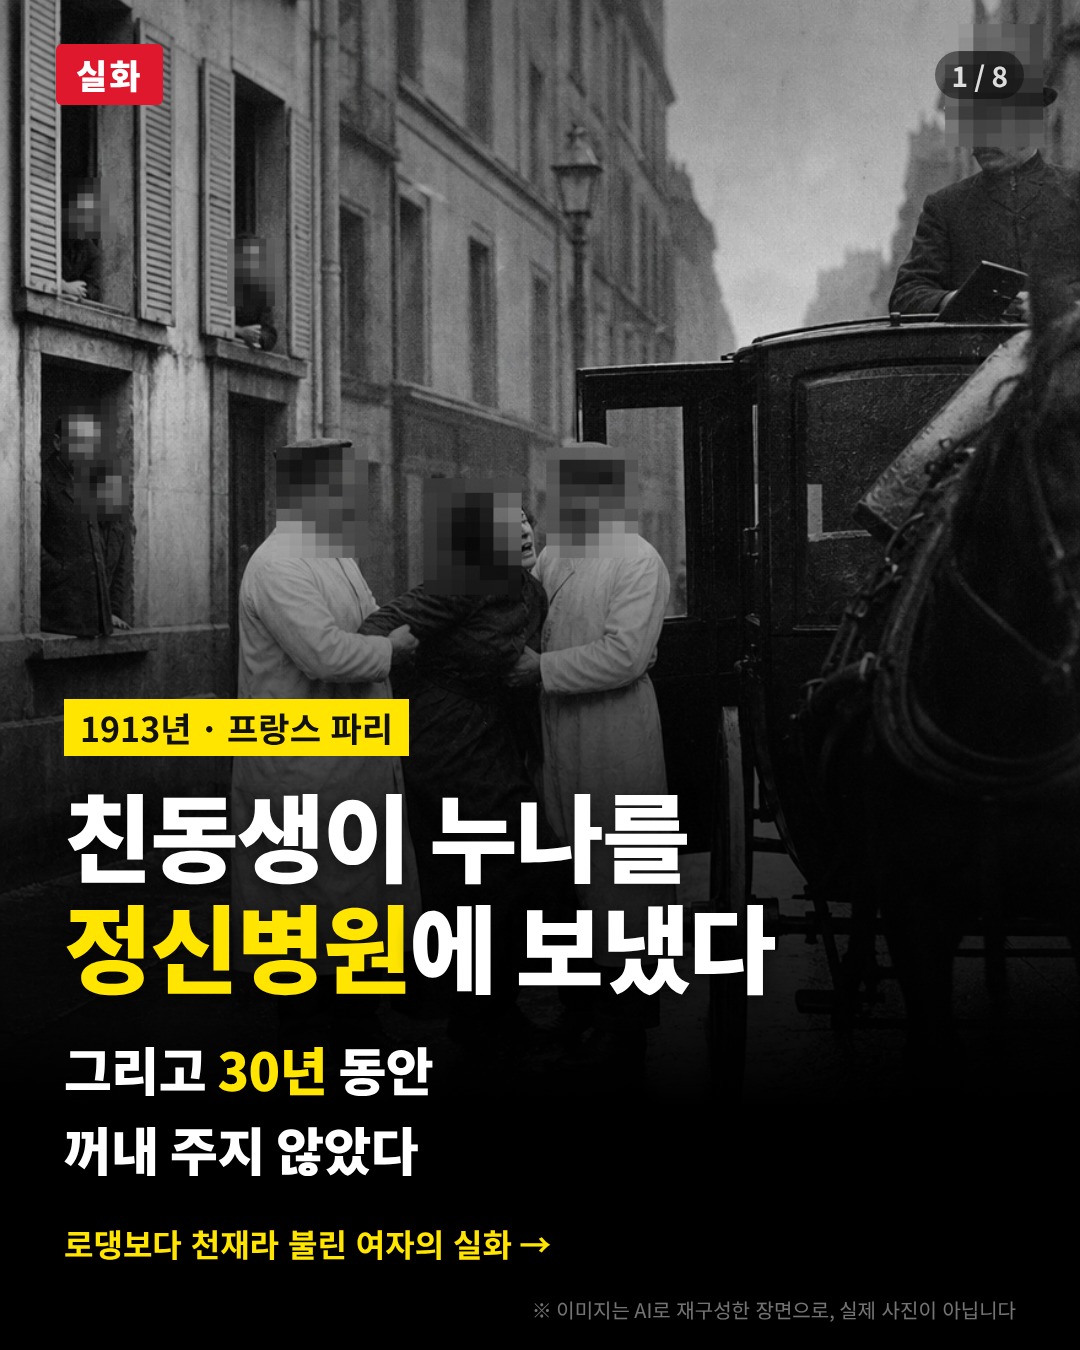 실화
1 / 8
1913년 · 프랑스 파리
친동생이 누나를
정신병원에 보냈다
그리고 30년 동안
꺼내 주지 않았다
로댕보다 천재라 불린 여자의 실화 →
※ 이미지는 AI로 재구성한 장면으로, 실제 사진이 아닙니다